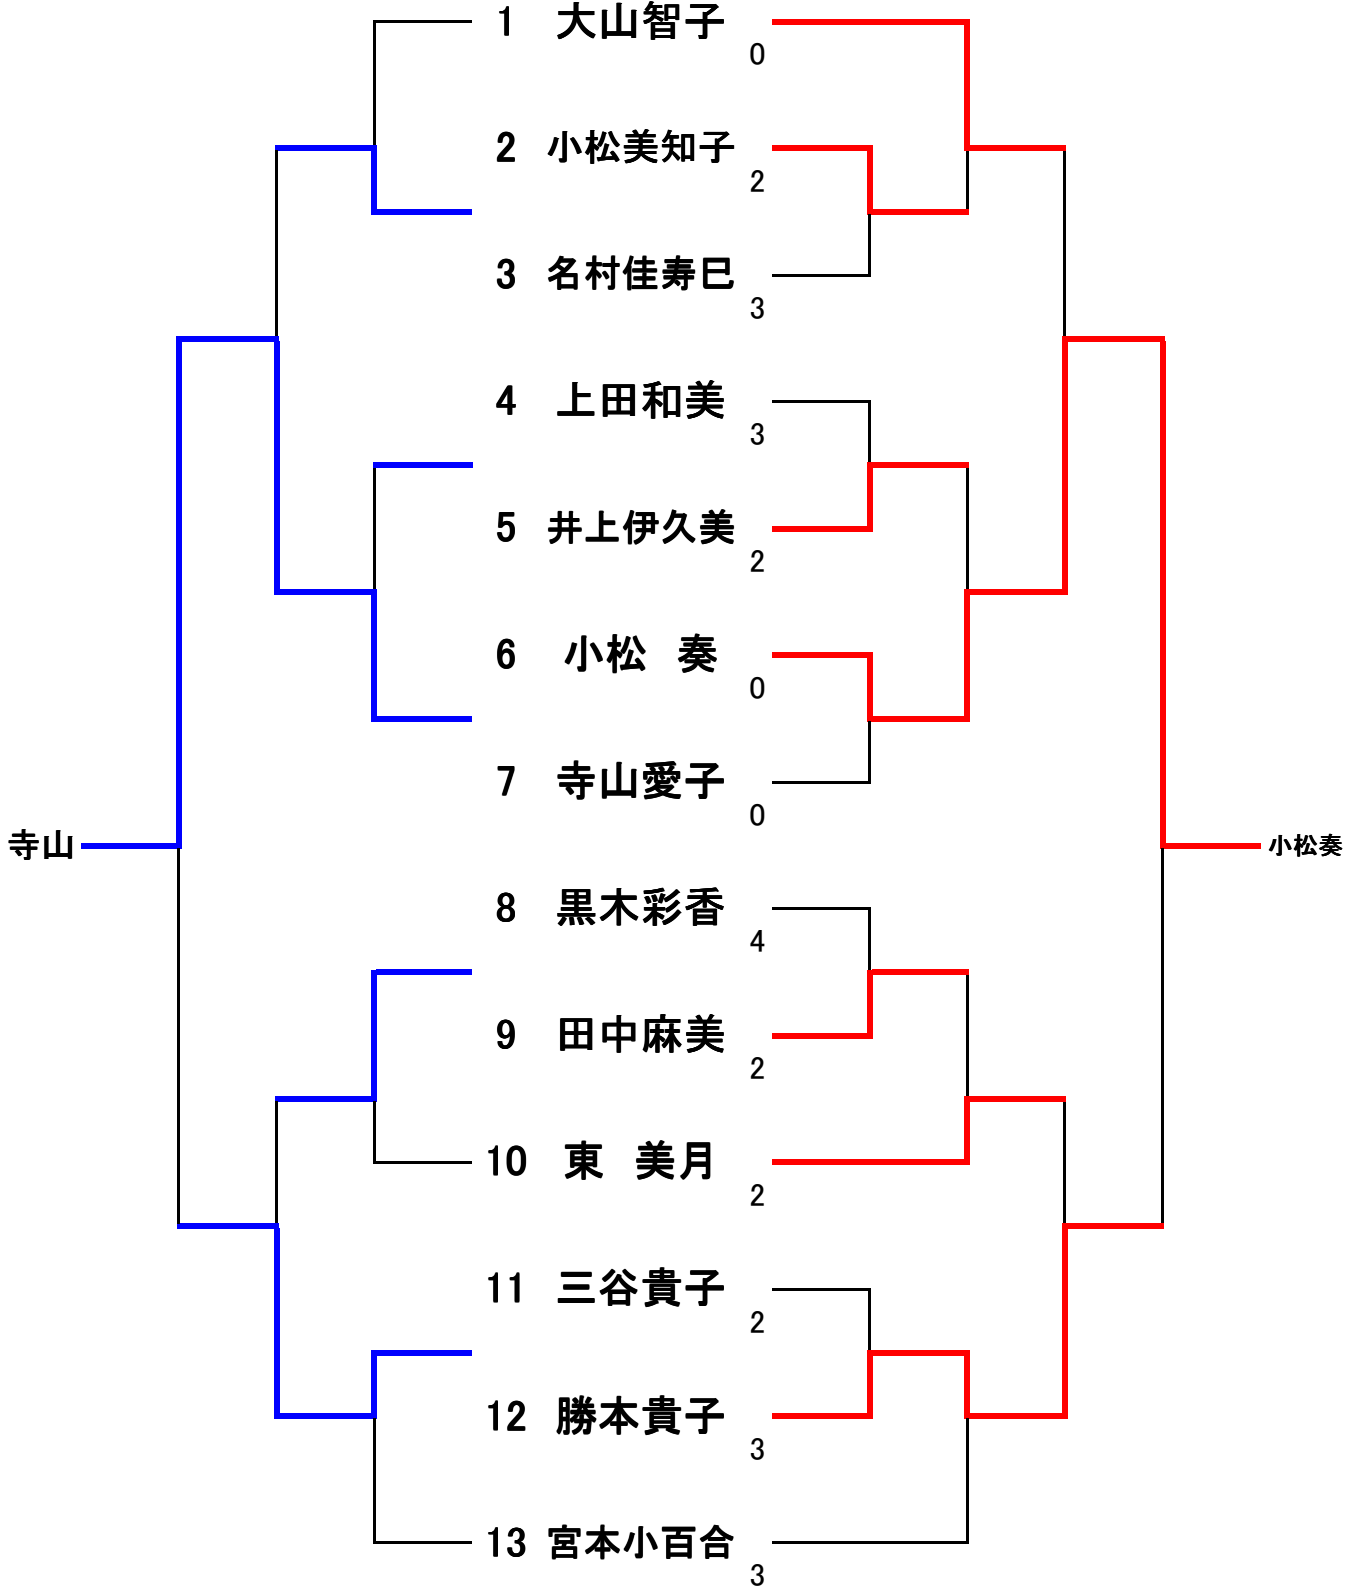 1 大山智子 0
2 小松美知子 2
3 名村佳寿巳 3
4 上田和美 3
5 井上伊久美 2
6 小松 奏 0
7 寺山愛子 0
寺山
小松奏
8 黒木彩香 4
9 田中麻美 2
10 東 美月 2
11 三谷貴子 2
12 勝本貴子 3
13 宮本小百合 3